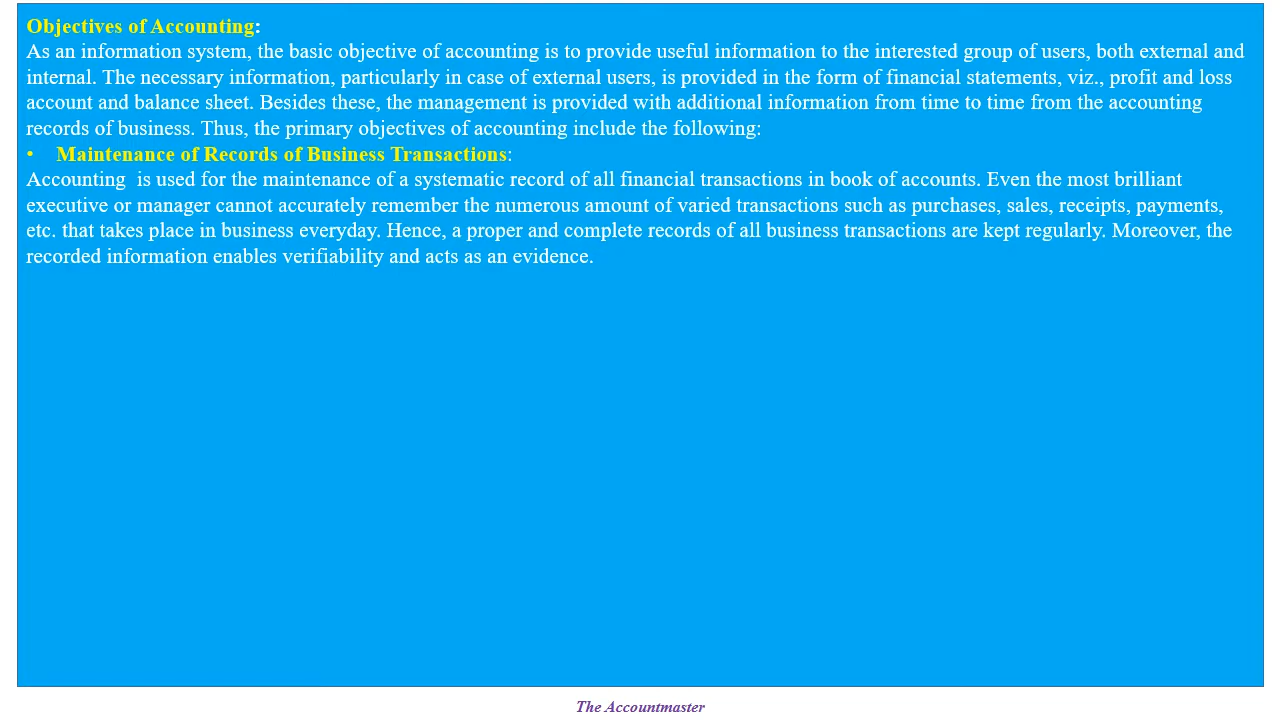 Objectives of Accounting:
As an information system, the basic objective of accounting is to provide useful information to the interested group of users, both external and
internal. The necessary information, particularly in case of external users, is provided in the form of financial statements, viz., profit and loss
account and balance sheet. Besides these, the management is provided with additional information from time to time from the accounting
records of business. Thus, the primary objectives of accounting include the following:
• Maintenance of Records of Business Transactions:
Accounting  is used for the maintenance of a systematic record of all financial transactions in book of accounts. Even the most brilliant
executive or manager cannot accurately remember the numerous amount of varied transactions such as purchases, sales, receipts, payments,
etc. that takes place in business everyday. Hence, a proper and complete records of all business transactions are kept regularly. Moreover, the
recorded information enables verifiability and acts as an evidence.
The Accountmaster